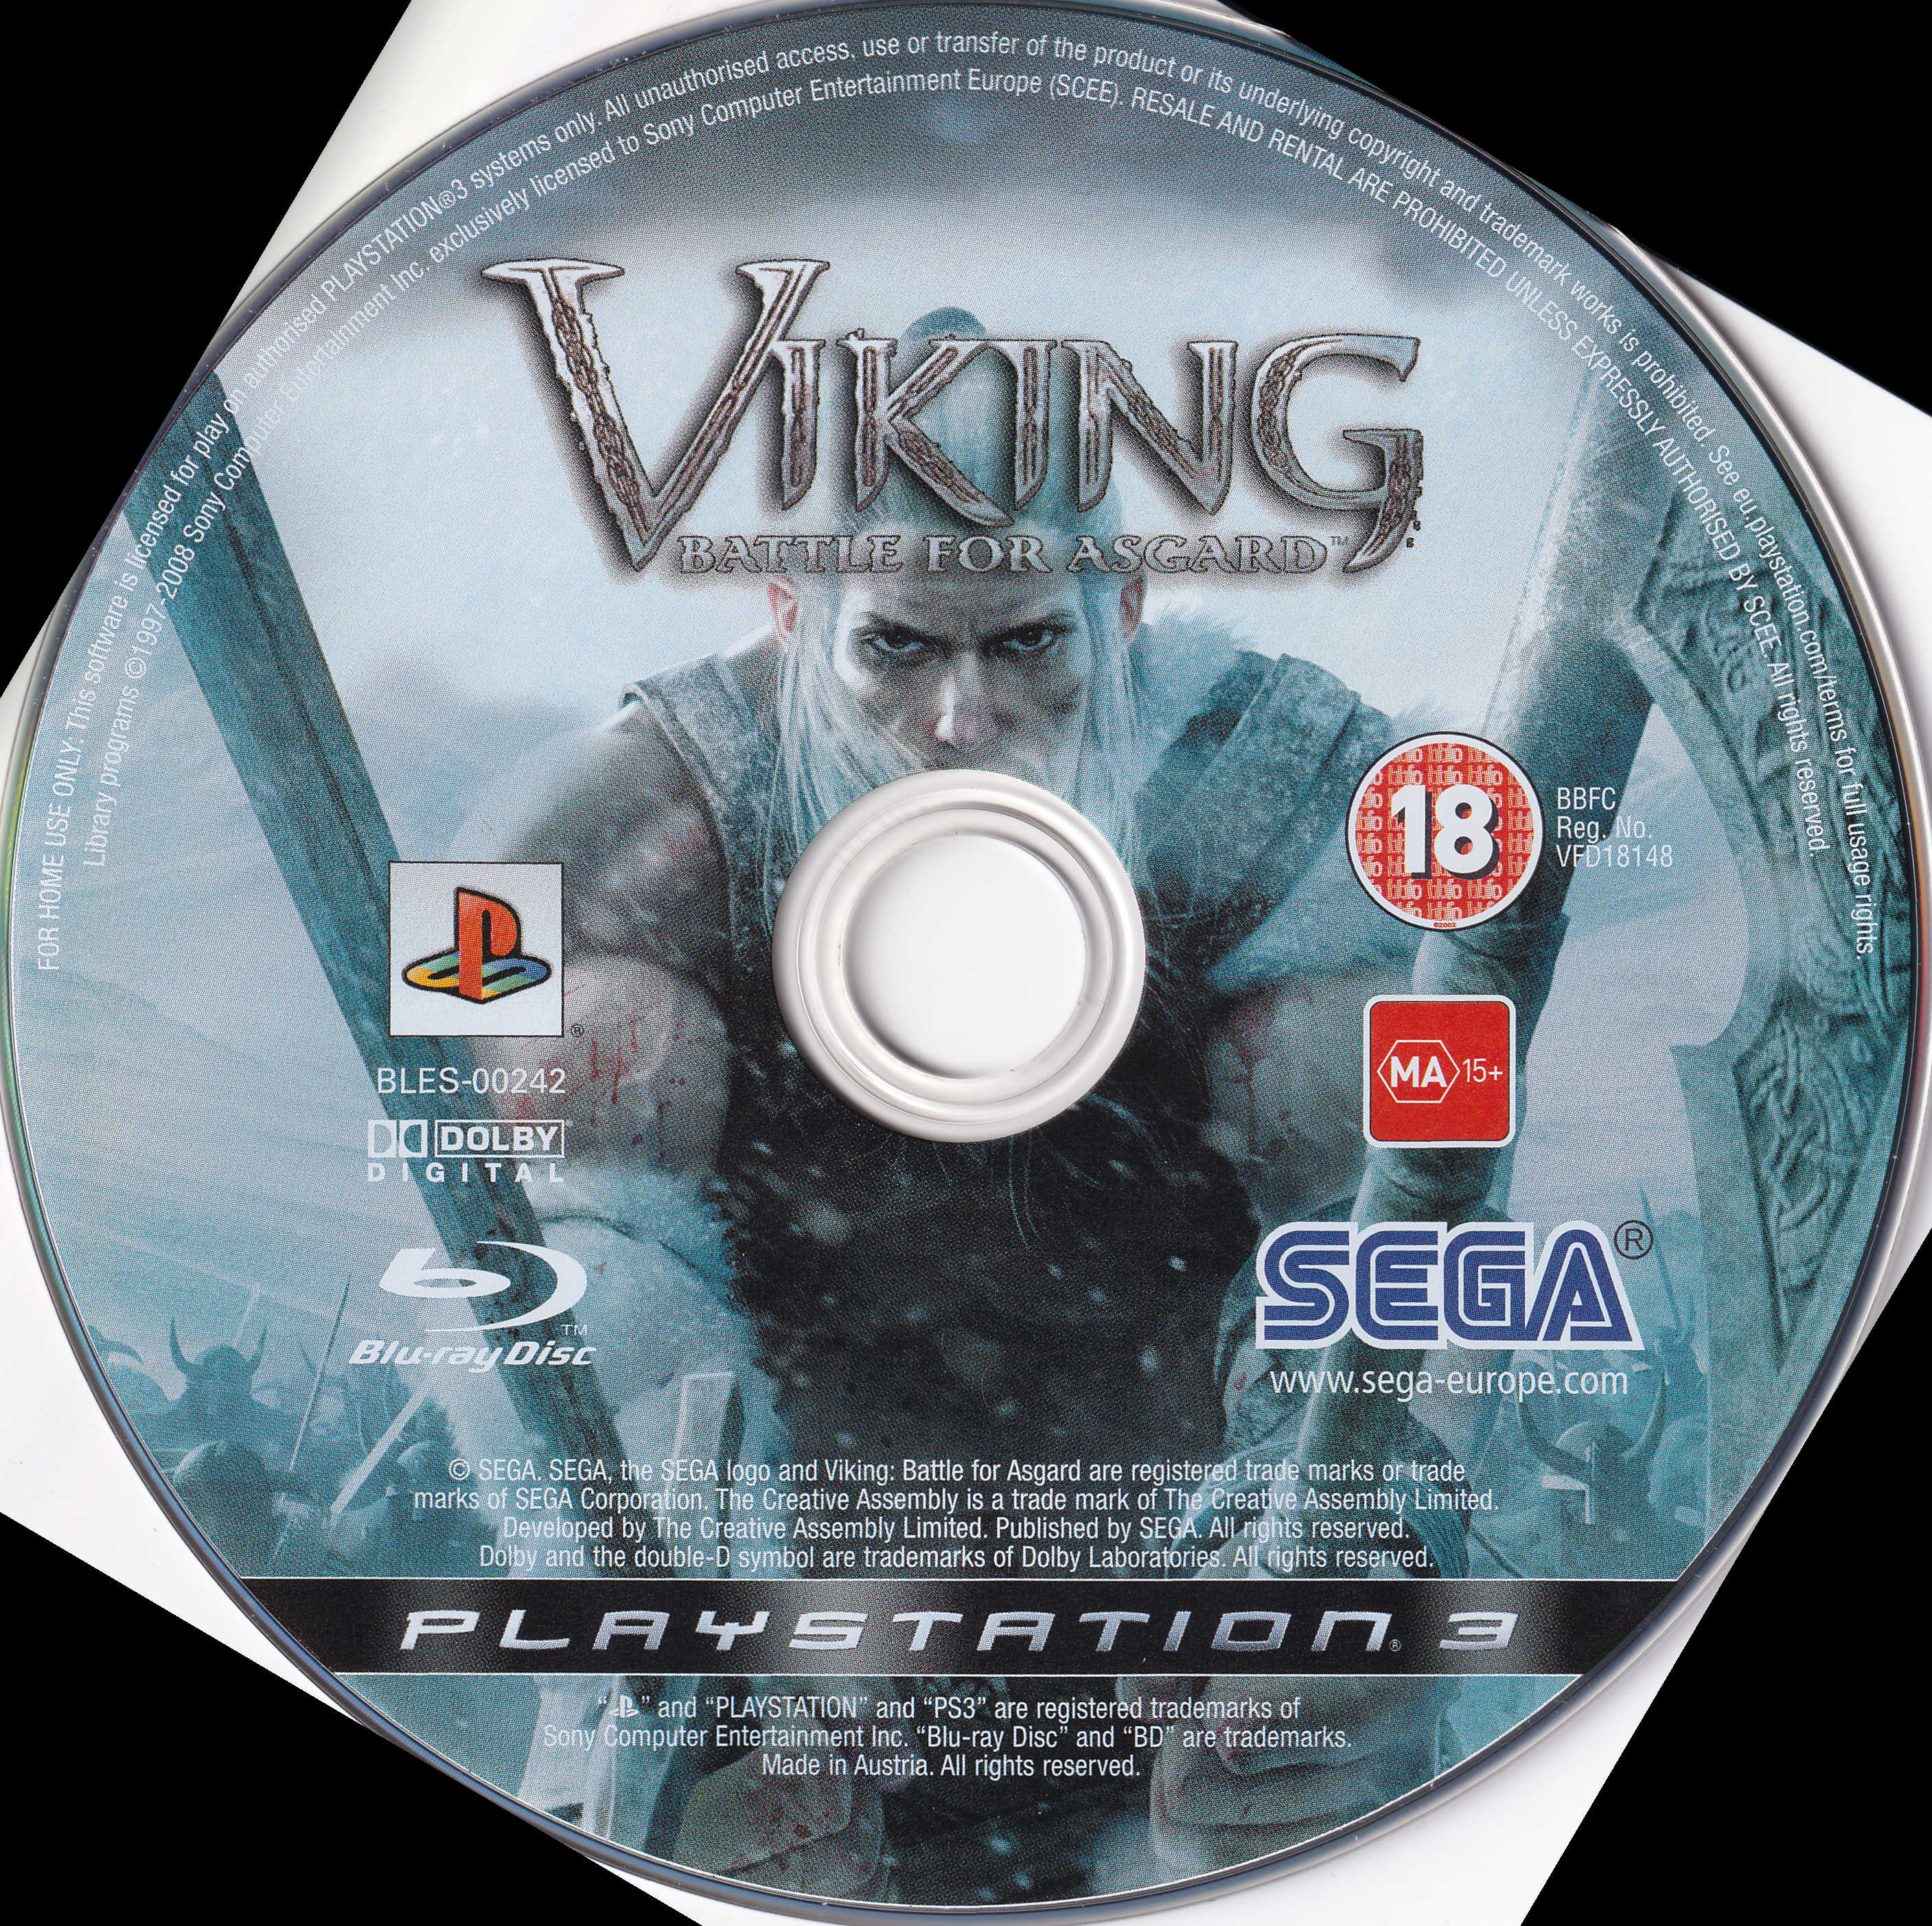 FOR HOME USE ONLY: This software is licensed for play on authorised PLAYSTATION®3 systems only. All unauthorised access, use or transfer of the product or its underlying copyright and trademark works is prohibited. See eu.playstation.com/terms for full usage rights.
Library programs ©1997-2008 Sony Computer Entertainment Inc. exclusively licensed to Sony Computer Entertainment Europe (SCEE). RESALE AND RENTAL ARE PROHIBITED UNLESS EXPRESSLY AUTHORISED BY SCEE. All rights reserved.
VIKING
BATTLE FOR ASGARD™
18
BBFC
Reg. No.
VFD18148
®
BLES-00242
DOLBY
DIGITAL
MA 15+
Blu-ray Disc™
SEGA®
www.sega-europe.com
© SEGA. SEGA, the SEGA logo and Viking: Battle for Asgard are registered trade marks or trade
marks of SEGA Corporation. The Creative Assembly is a trade mark of The Creative Assembly Limited.
Developed by The Creative Assembly Limited. Published by SEGA. All rights reserved.
Dolby and the double-D symbol are trademarks of Dolby Laboratories. All rights reserved.
PLAYSTATION®3
“ ” and “PLAYSTATION” and “PS3” are registered trademarks of
Sony Computer Entertainment Inc. “Blu-ray Disc” and “BD” are trademarks.
Made in Austria. All rights reserved.